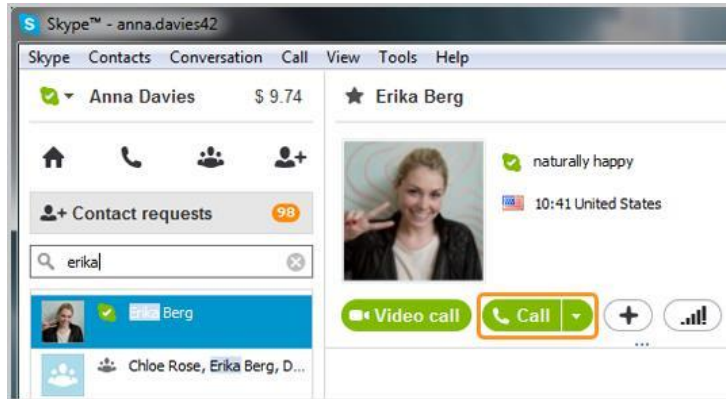 Skype™ - anna.davies42
Skype Contacts Conversation Call View Tools Help
Anna Davies $ 9.74
Erika Berg
naturally happy
10:41 United States
Contact requests 98
erika
Video call Call
Erika Berg
Chloe Rose, Erika Berg, D...